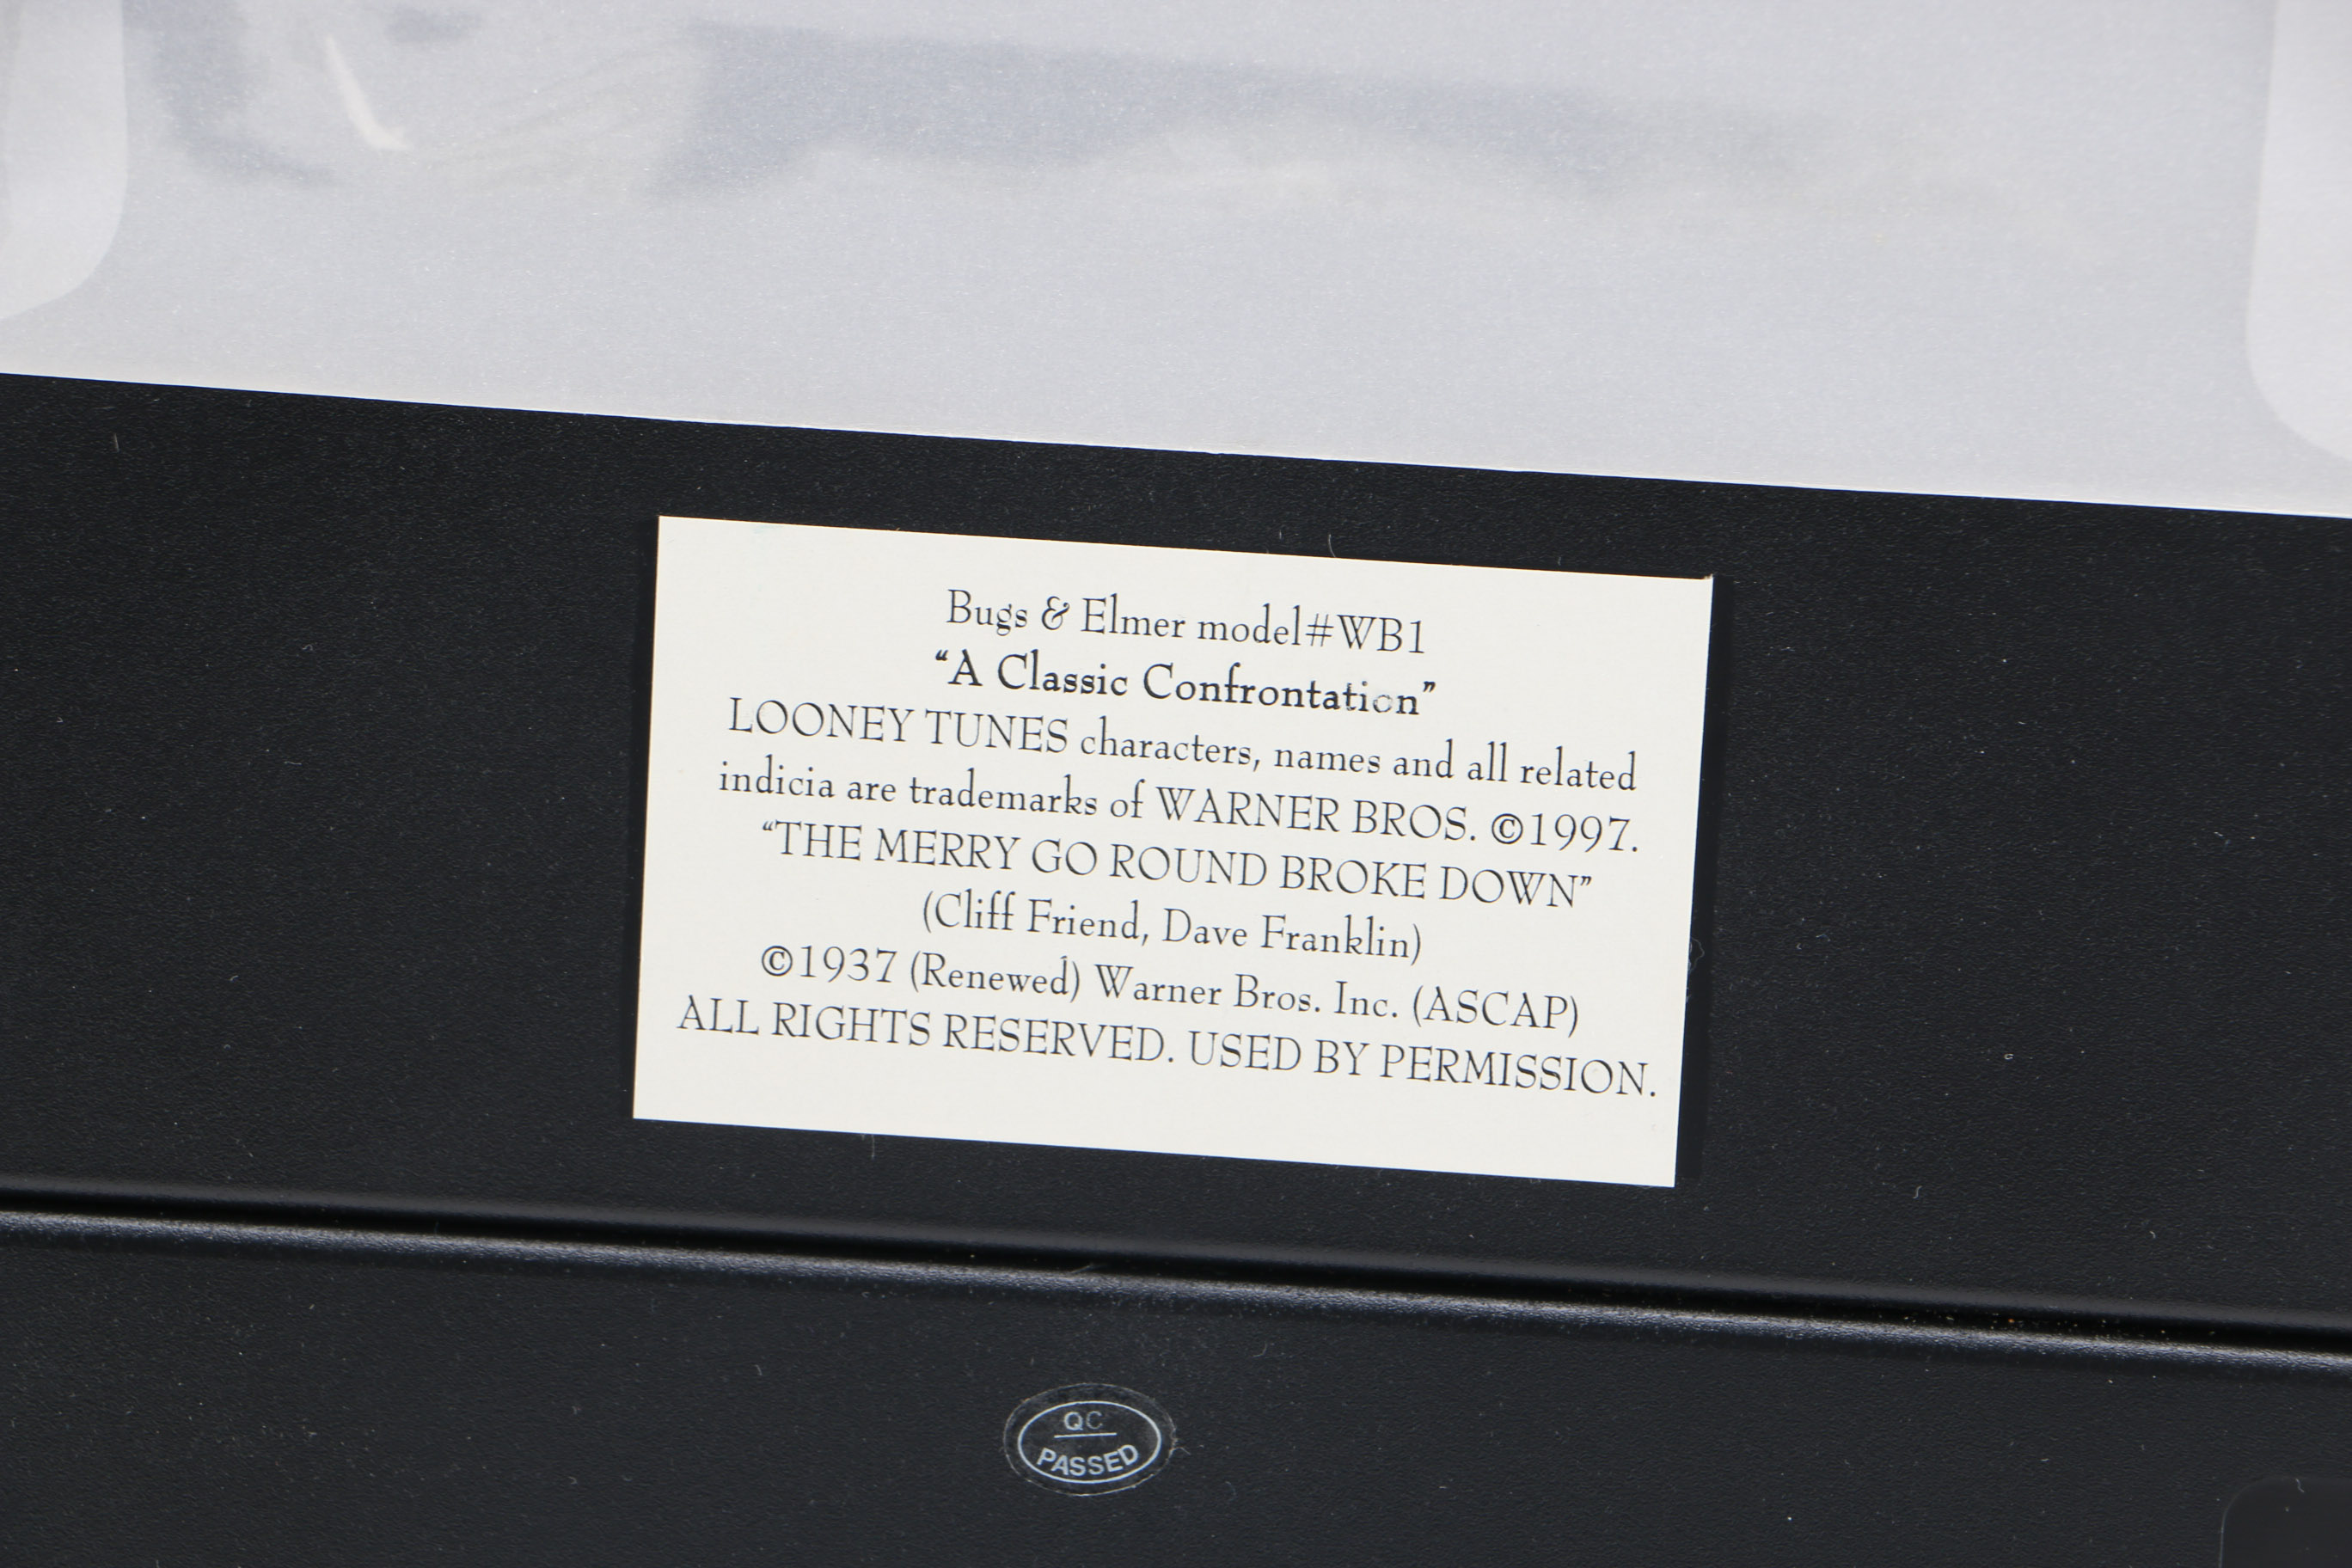 Bugs & Elmer model#WB1
“A Classic Confrontation”
LOONEY TUNES characters, names and all related
indicia are trademarks of WARNER BROS. ©1997.
“THE MERRY GO ROUND BROKE DOWN”
(Cliff Friend, Dave Franklin)
©1937 (Renewed) Warner Bros. Inc. (ASCAP)
ALL RIGHTS RESERVED. USED BY PERMISSION.
QC
PASSED